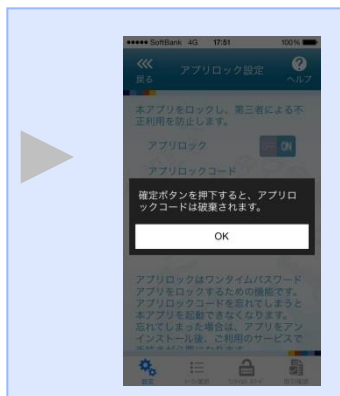 SoftBank 4G 17:51 100%
アプリロック設定
戻る ヘルプ
本アプリをロックし、第三者による不
正利用を防止します。
アプリロック OFF ON
アプリロックコード
確定ボタンを押下すると、アプリロ
ックコードは破棄されます。
OK
アプリロックはワンタイムパスワード
アプリをロックするための機能です。
アプリロックコードを忘れてしまうと
本アプリを起動できなくなります。
忘れてしまった場合は、アプリをアン
インストール後、ご利用のサービスで
設定